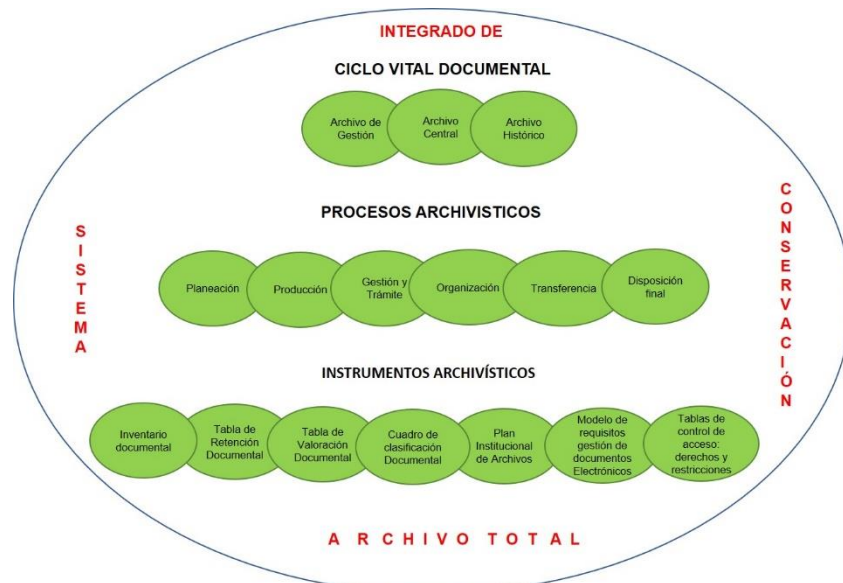 INTEGRADO DE
CICLO VITAL DOCUMENTAL
Archivo de
Gestión
Archivo
Central
Archivo
Histórico
PROCESOS ARCHIVISTICOS
SISTEMA
CONSERVACIÓN
Planeación
Producción
Gestión y
Trámite
Organización
Transferencia
Disposición
final
INSTRUMENTOS ARCHIVÍSTICOS
Inventario
documental
Tabla de
Retención
Documental
Tabla de
Valoración
Documental
Cuadro de
clasificación
Documental
Plan
Institucional
de Archivos
Modelo de
requisitos
gestión de
documentos
Electrónicos
Tablas de
control de
acceso:
derechos y
restricciones
ARCHIVO TOTAL